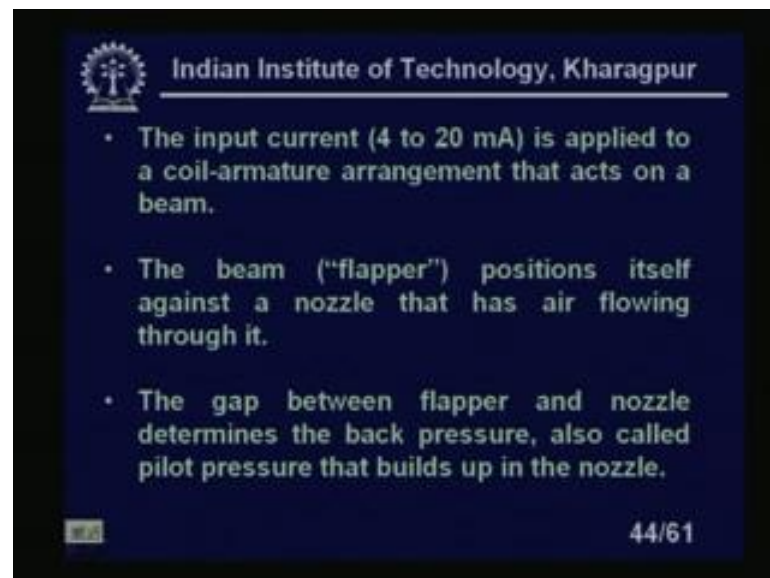 Indian Institute of Technology, Kharagpur
• The input current (4 to 20 mA) is applied to
a coil-armature arrangement that acts on a
beam.
• The beam (“flapper”) positions itself
against a nozzle that has air flowing
through it.
• The gap between flapper and nozzle
determines the back pressure, also called
pilot pressure that builds up in the nozzle.
44/61